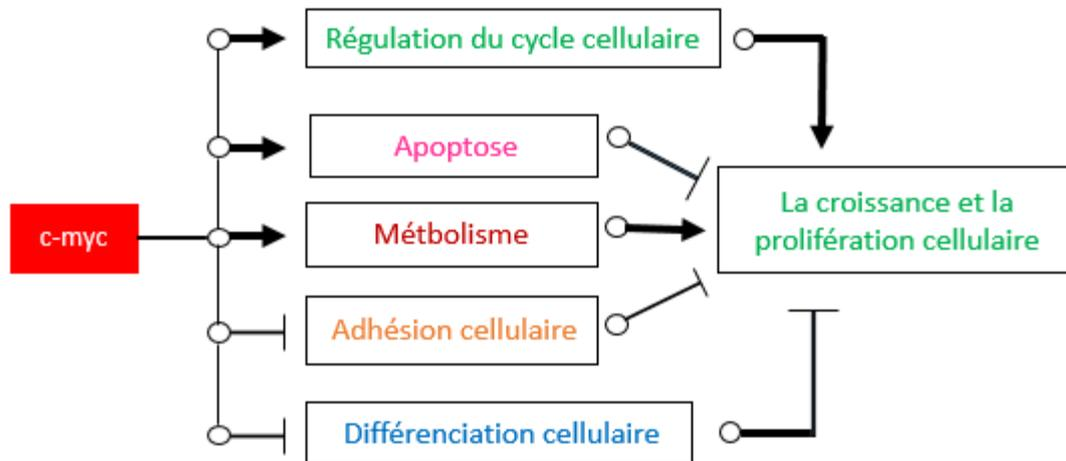 Régulation du cycle cellulaire
Apoptose
c-myc
Métbolisme
La croissance et la
prolifération cellulaire
Adhésion cellulaire
Différenciation cellulaire